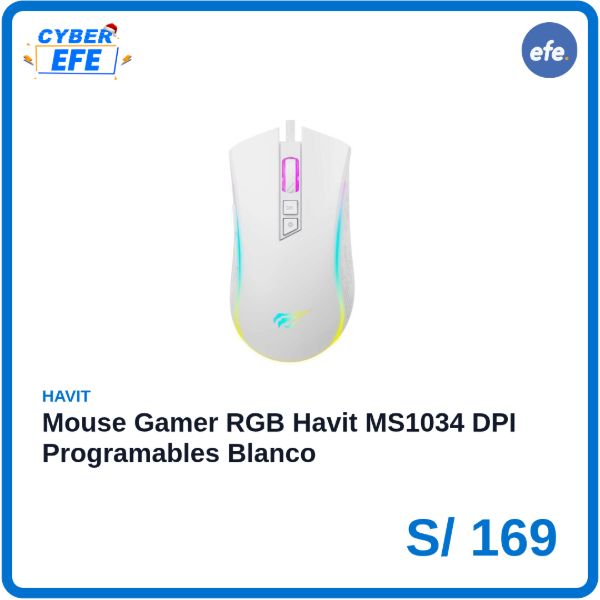 CYBER
EFE
efe.
HAVIT
Mouse Gamer RGB Havit MS1034 DPI
Programables Blanco
S/ 169